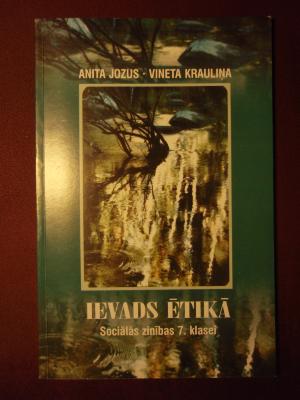 ANITA JOZUS · VINETA KRAULIŅA
IEVADS ĒTIKĀ
Sociālās zinības 7. klasei